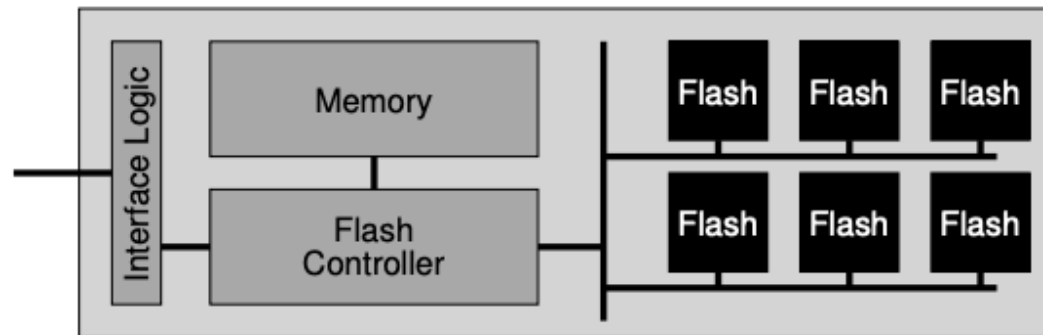 Interface Logic
Memory
Flash
Controller
Flash Flash Flash
Flash Flash Flash